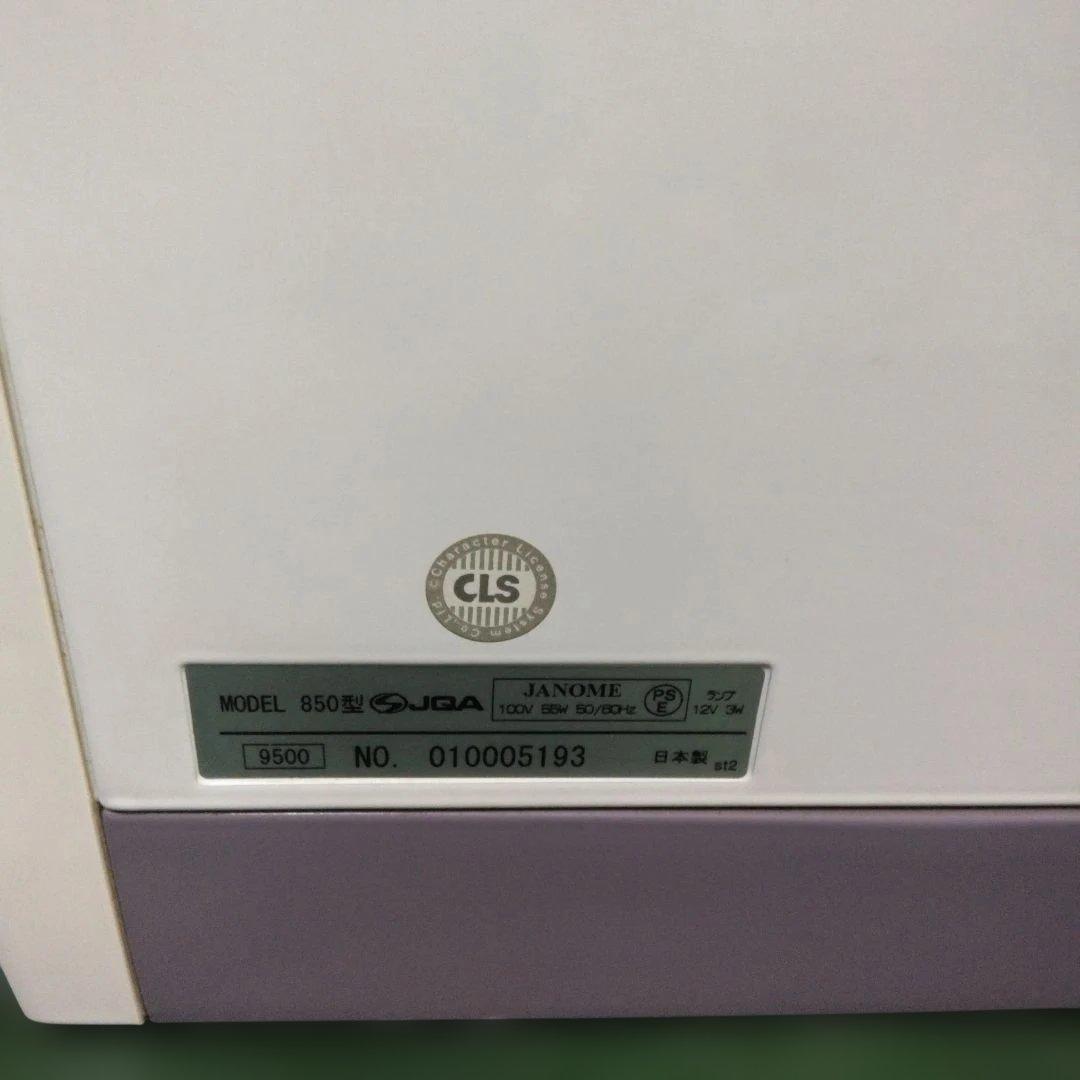 Character License System Co.,Ltd. C
CLS
MODEL 850型 JQA
JANOME
100V 55W 50/60Hz
PS
E
ランプ
12V 3W
9500 NO. 010005193 日本製 st2